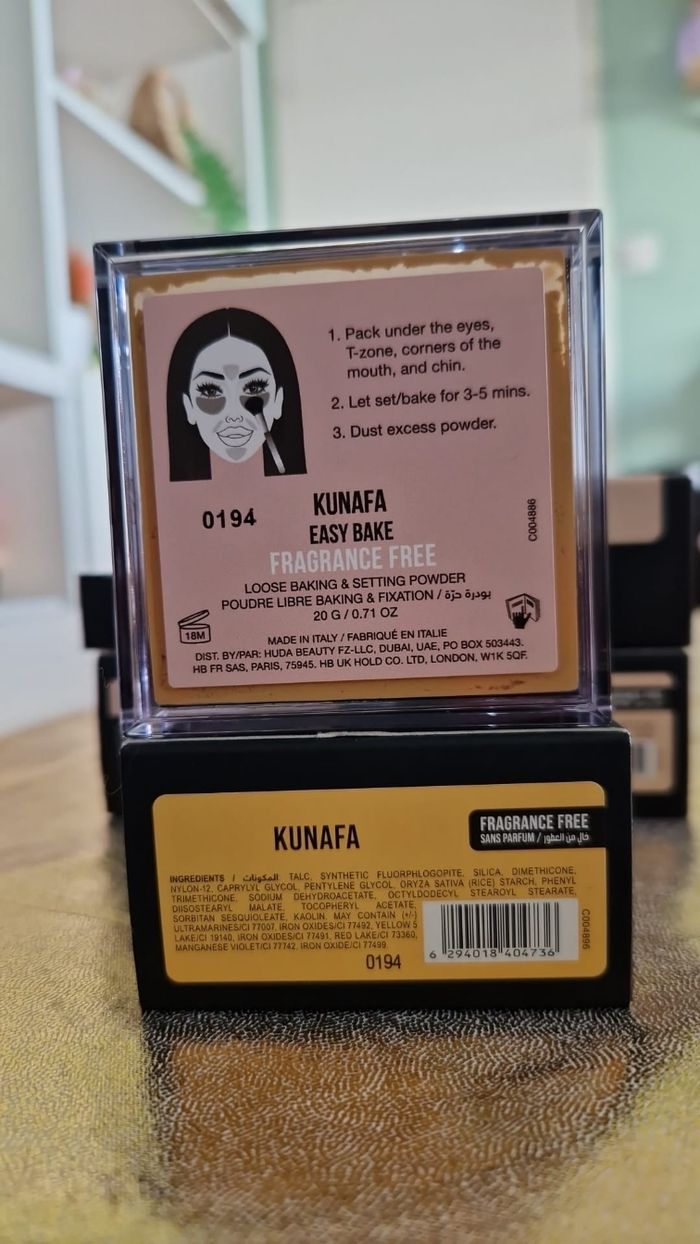 1. Pack under the eyes,
T-zone, corners of the
mouth, and chin.
2. Let set/bake for 3-5 mins.
3. Dust excess powder.
0194
KUNAFA
EASY BAKE
FRAGRANCE FREE
C004886
LOOSE BAKING & SETTING POWDER
POUDRE LIBRE BAKING & FIXATION / بودرة حرّة
20 G / 0.71 OZ
18M
MADE IN ITALY / FABRIQUÉ EN ITALIE
DIST. BY/PAR: HUDA BEAUTY FZ-LLC, DUBAI, UAE, PO BOX 503443.
HB FR SAS, PARIS, 75945. HB UK HOLD CO. LTD, LONDON, W1K 5QF.
KUNAFA
FRAGRANCE FREE
SANS PARFUM / خال من العطور
INGREDIENTS / المكونات: TALC, SYNTHETIC FLUORPHLOGOPITE, SILICA, DIMETHICONE,
NYLON-12, CAPRYLYL GLYCOL, PENTYLENE GLYCOL, ORYZA SATIVA (RICE) STARCH, PHENYL
TRIMETHICONE, SODIUM DEHYDROACETATE, OCTYLDODECYL STEAROYL STEARATE,
DIISOSTEARYL MALATE, TOCOPHERYL ACETATE,
SORBITAN SESQUIOLEATE, KAOLIN. MAY CONTAIN (+/-)
ULTRAMARINES/CI 77007, IRON OXIDES/CI 77492, YELLOW 5
LAKE/CI 19140, IRON OXIDES/CI 77491, RED LAKE/CI 73360,
MANGANESE VIOLET/CI 77742, IRON OXIDE/CI 77499.
0194
6 294018 404736
C004896